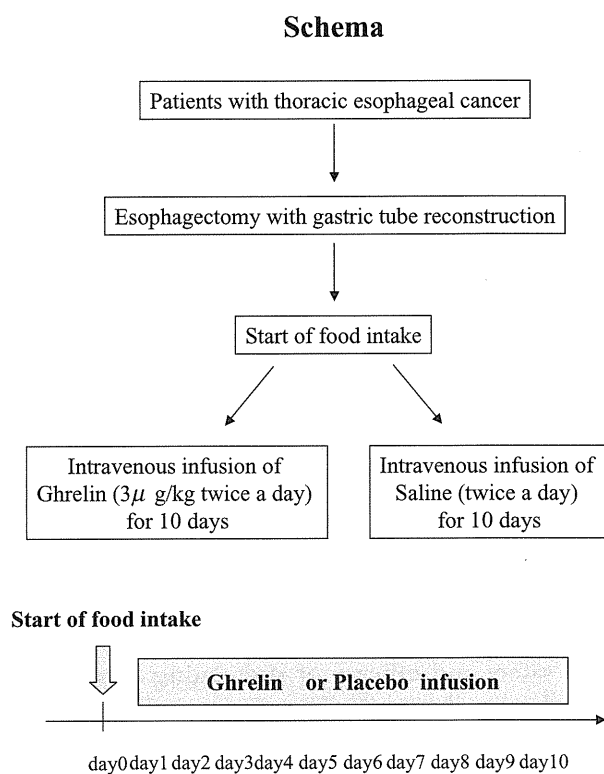 Schema
Patients with thoracic esophageal cancer
Esophagectomy with gastric tube reconstruction
Start of food intake
Intravenous infusion of
Ghrelin (3μ g/kg twice a day)
for 10 days
Intravenous infusion of
Saline (twice a day)
for 10 days
Start of food intake
Ghrelin or Placebo infusion
day0 day1 day2 day3 day4 day5 day6 day7 day8 day9 day10